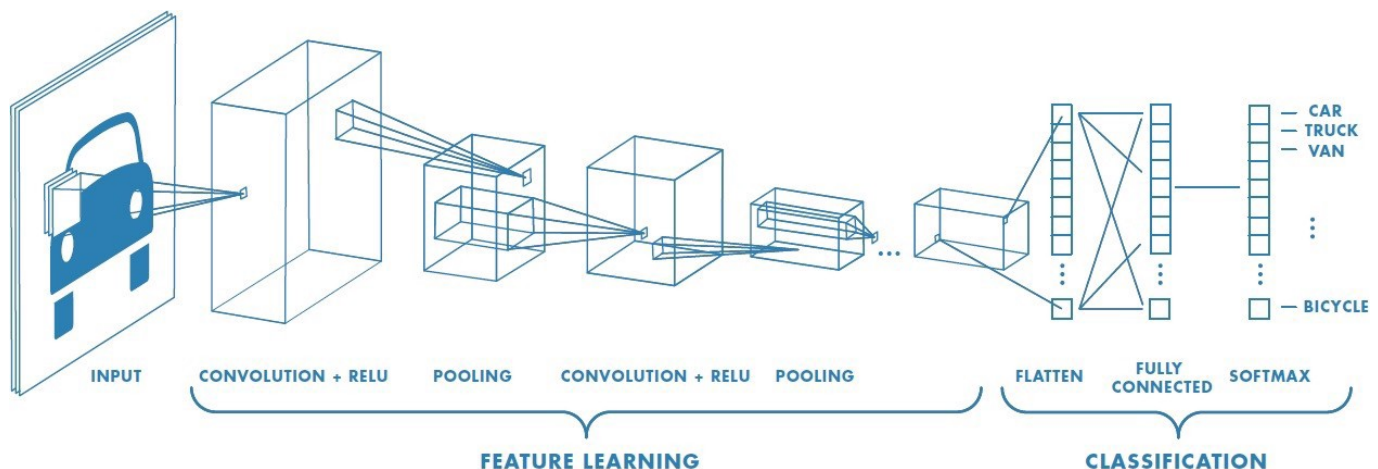 CAR
TRUCK
VAN
BICYCLE
INPUT
CONVOLUTION + RELU
POOLING
CONVOLUTION + RELU
POOLING
FLATTEN
FULLY
CONNECTED
SOFTMAX
FEATURE LEARNING
CLASSIFICATION